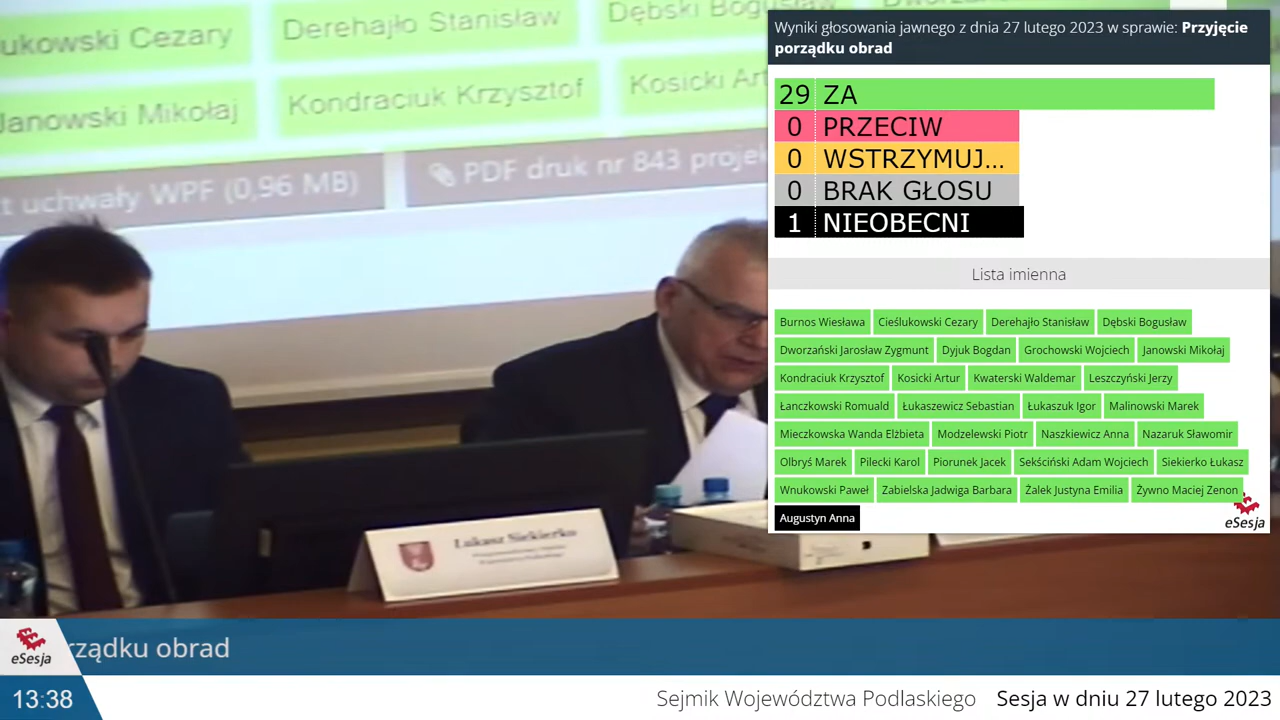 ukowski Cezary
Derehajło Stanisław
Dębski Bogusław
Janowski Mikołaj
Kondraciuk Krzysztof
Kosicki Art
t uchwały WPF (0,96 MB)
PDF druk nr 843 projek
Łukasz Siekierko
Wyniki głosowania jawnego z dnia 27 lutego 2023 w sprawie: Przyjęcie
porządku obrad
29 ZA
0 PRZECIW
0 WSTRZYMUJ...
0 BRAK GŁOSU
1 NIEOBECNI
Lista imienna
Burnos Wiesława Cieślukowski Cezary Derehajło Stanisław Dębski Bogusław
Dworzański Jarosław Zygmunt Dyjuk Bogdan Grochowski Wojciech Janowski Mikołaj
Kondraciuk Krzysztof Kosicki Artur Kwaterski Waldemar Leszczyński Jerzy
Łanczkowski Romuald Łukaszewicz Sebastian Łukaszuk Igor Malinowski Marek
Mieczkowska Wanda Elżbieta Modzelewski Piotr Naszkiewicz Anna Nazaruk Sławomir
Olbryś Marek Pilecki Karol Piorunek Jacek Sekściński Adam Wojciech Siekierko Łukasz
Wnukowski Paweł Zabielska Jadwiga Barbara Żalek Justyna Emilia Żywno Maciej Zenon
Augustyn Anna
eSesja
eSesja
rządku obrad
13:38
Sejmik Województwa Podlaskiego Sesja w dniu 27 lutego 2023